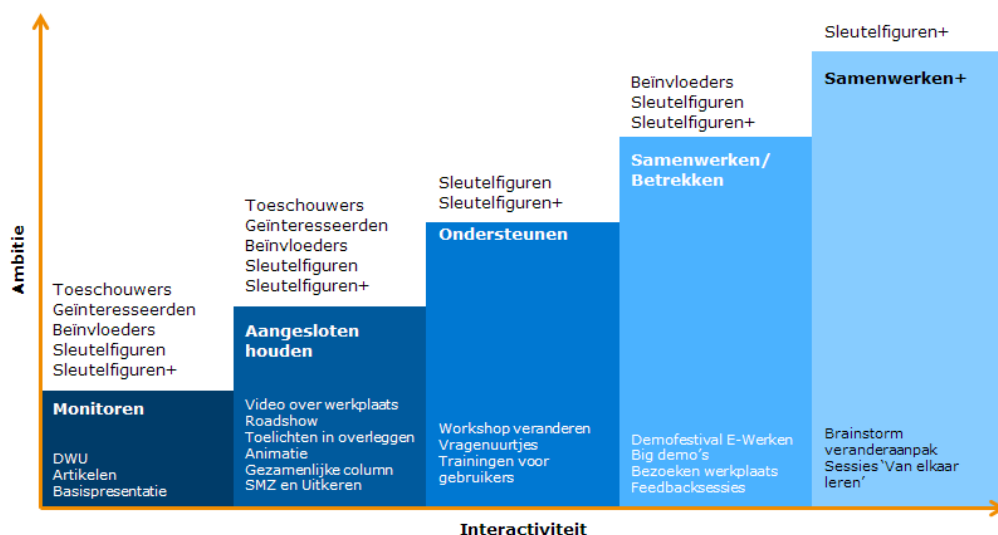 Ambitie
Toeschouwers
Geïnteresseerden
Beïnvloeders
Sleutelfiguren
Sleutelfiguren+
Monitoren
DWU
Artikelen
Basispresentatie
Toeschouwers
Geïnteresseerden
Beïnvloeders
Sleutelfiguren
Sleutelfiguren+
Aangesloten
houden
Video over werkplaats
Roadshow
Toelichten in overleggen
Animatie
Gezamenlijke column
SMZ en Uitkeren
Sleutelfiguren
Sleutelfiguren+
Ondersteunen
Workshop veranderen
Vragenuurtjes
Trainingen voor
gebruikers
Beïnvloeders
Sleutelfiguren
Sleutelfiguren+
Samenwerken/
Betrekken
Demofestival E-Werken
Big demo's
Bezoeken werkplaats
Feedbacksessies
Sleutelfiguren+
Samenwerken+
Brainstorm
veranderaanpak
Sessies ‘Van elkaar
leren’
Interactiviteit